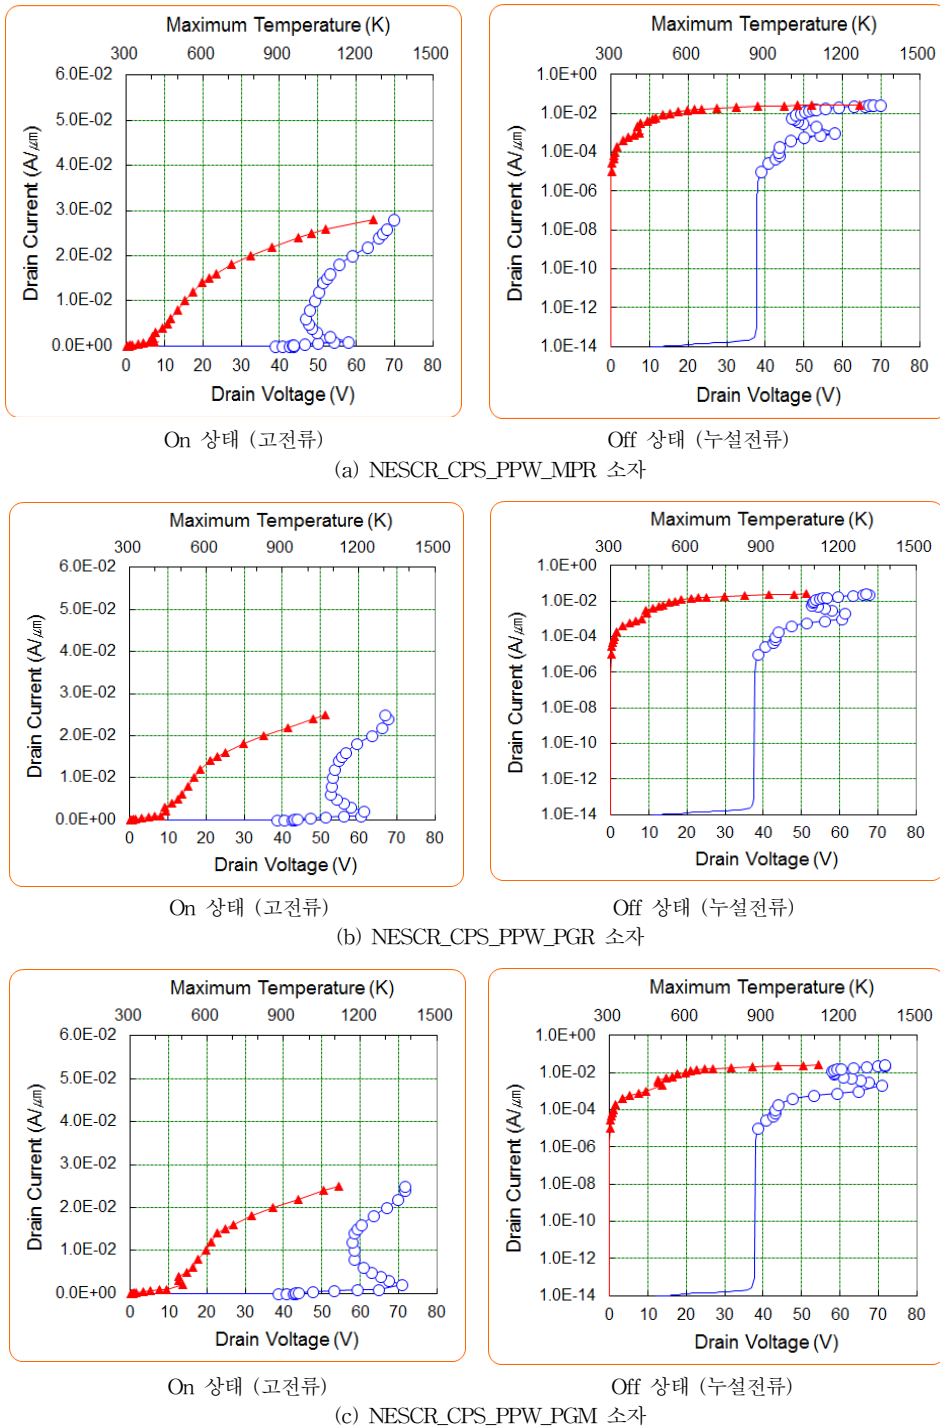 Maximum Temperature (K) Maximum Temperature (K)
300 600 900 1200 1500 300 600 900 1200 1500
6.0E-02 1.0E+00
5.0E-02 1.0E-02
4.0E-02 1.0E-04
3.0E-02 1.0E-06
2.0E-02 1.0E-08
1.0E-02 1.0E-10
0.0E+00 1.0E-12
1.0E-14
Drain Current (A/㎛) Drain Current (A/㎛)
0 10 20 30 40 50 60 70 80 0 10 20 30 40 50 60 70 80
Drain Voltage (V) Drain Voltage (V)
On 상태 (고전류) Off 상태 (누설전류)
(a) NESCR_CPS_PPW_MPR 소자
Maximum Temperature (K) Maximum Temperature (K)
300 600 900 1200 1500 300 600 900 1200 1500
6.0E-02 1.0E+00
5.0E-02 1.0E-02
4.0E-02 1.0E-04
3.0E-02 1.0E-06
2.0E-02 1.0E-08
1.0E-02 1.0E-10
0.0E+00 1.0E-12
1.0E-14
Drain Current (A/㎛) Drain Current (A/㎛)
0 10 20 30 40 50 60 70 80 0 10 20 30 40 50 60 70 80
Drain Voltage (V) Drain Voltage (V)
On 상태 (고전류) Off 상태 (누설전류)
(b) NESCR_CPS_PPW_PGR 소자
Maximum Temperature (K) Maximum Temperature (K)
300 600 900 1200 1500 300 600 900 1200 1500
6.0E-02 1.0E+00
5.0E-02 1.0E-02
4.0E-02 1.0E-04
3.0E-02 1.0E-06
2.0E-02 1.0E-08
1.0E-02 1.0E-10
0.0E+00 1.0E-12
1.0E-14
Drain Current (A/㎛) Drain Current (A/㎛)
0 10 20 30 40 50 60 70 80 0 10 20 30 40 50 60 70 80
Drain Voltage (V) Drain Voltage (V)
On 상태 (고전류) Off 상태 (누설전류)
(c) NESCR_CPS_PPW_PGM 소자